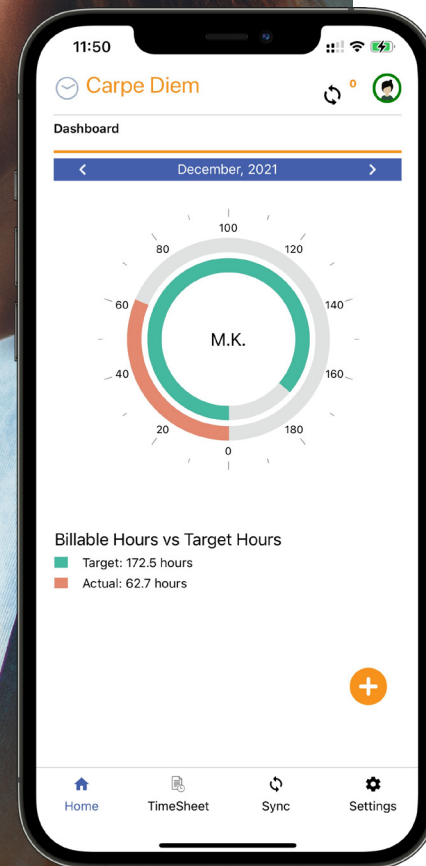 11:50
Carpe Diem
0
Dashboard
December, 2021
100
80 120
60 140
M.K.
40 160
20 180
0
Billable Hours vs Target Hours
Target: 172.5 hours
Actual: 62.7 hours
Home TimeSheet Sync Settings